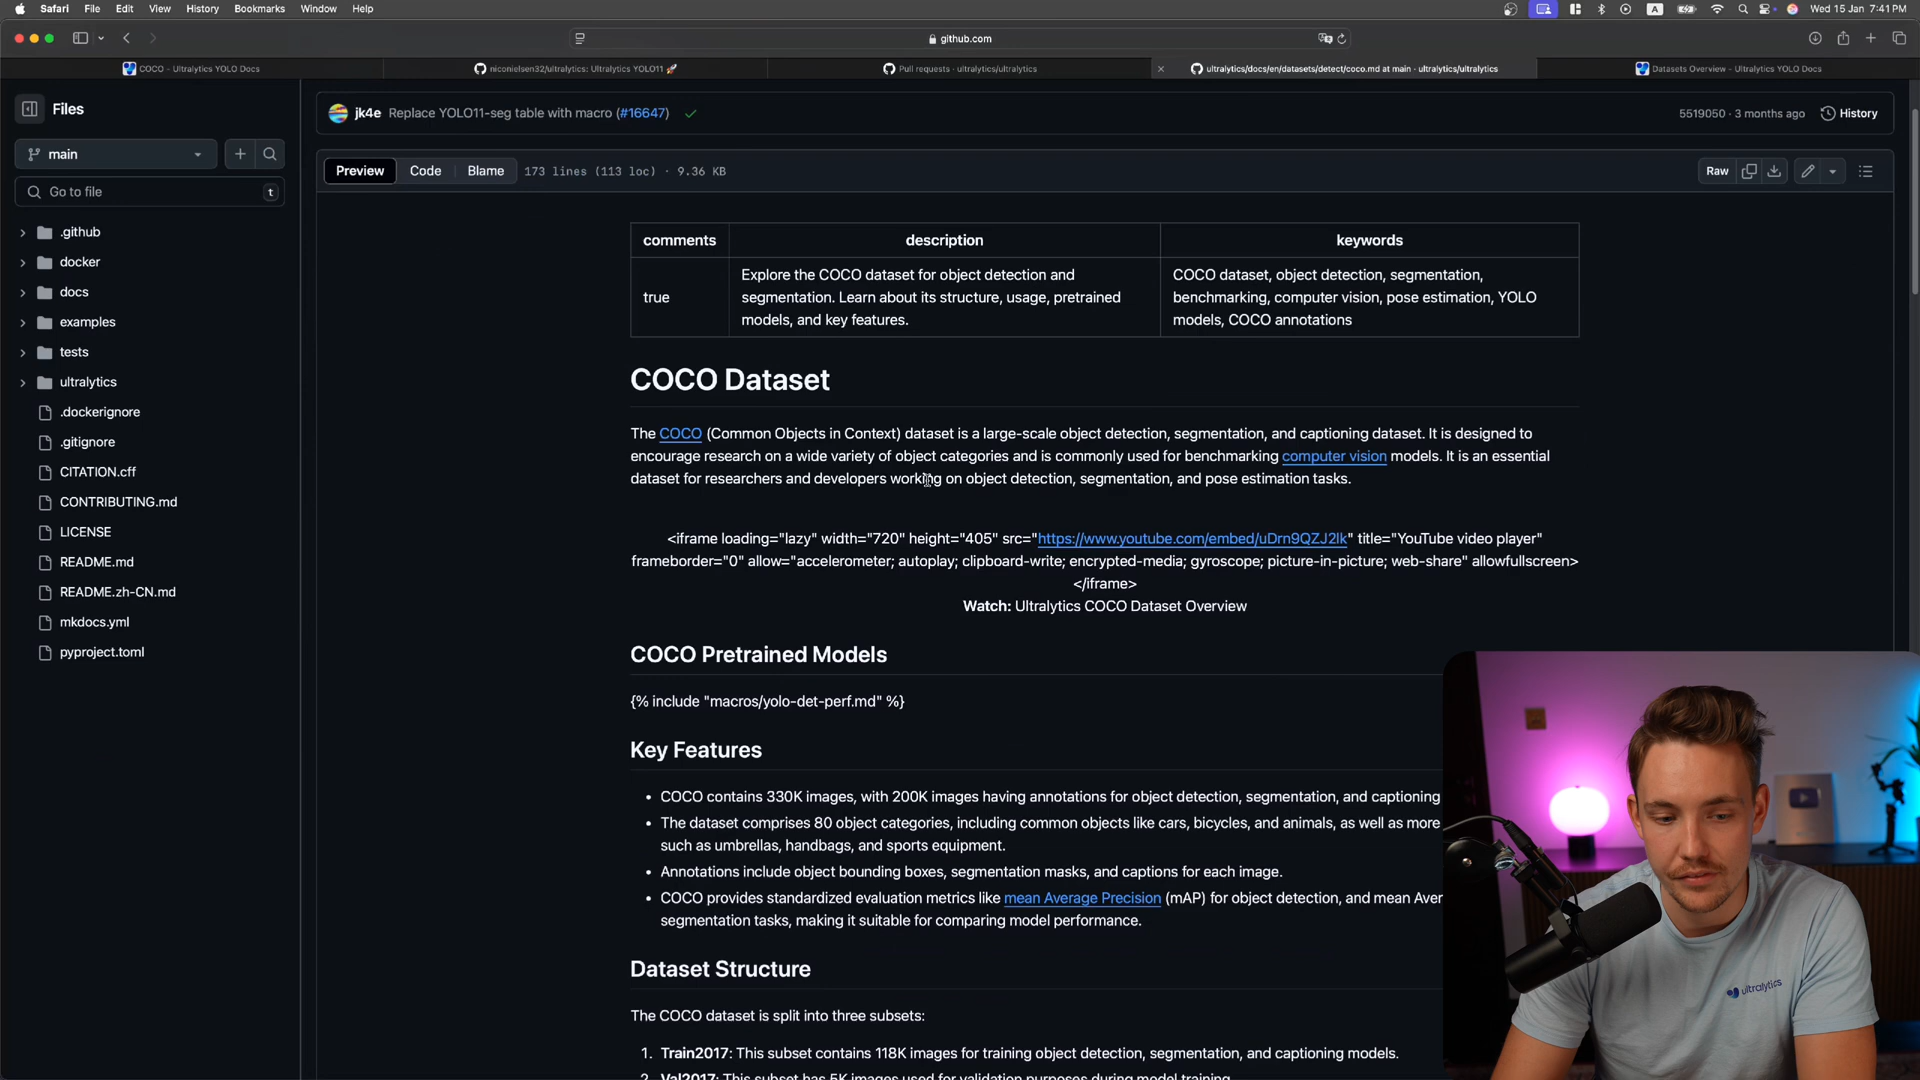 Safari File Edit View History Bookmarks Window Help
A
Wed 15 Jan 7:41 PM
github.com
COCO - Ultralytics YOLO Docs
niconielsen32/ultralytics: Ultralytics YOLO11 🚀
Pull requests · ultralytics/ultralytics
ultralytics/docs/en/datasets/detect/coco.md at main · ultralytics/ultralytics
Datasets Overview - Ultralytics YOLO Docs
Files
main
Go to file
t
.github
docker
docs
examples
tests
ultralytics
.dockerignore
.gitignore
CITATION.cff
CONTRIBUTING.md
LICENSE
README.md
README.zh-CN.md
mkdocs.yml
pyproject.toml
jk4e Replace YOLO11-seg table with macro (#16647)
5519050 · 3 months ago
History
Preview Code Blame 173 lines (113 loc) · 9.36 KB
Raw
comments description keywords
true
Explore the COCO dataset for object detection and
segmentation. Learn about its structure, usage, pretrained
models, and key features.
COCO dataset, object detection, segmentation,
benchmarking, computer vision, pose estimation, YOLO
models, COCO annotations
COCO Dataset
The COCO (Common Objects in Context) dataset is a large-scale object detection, segmentation, and captioning dataset. It is designed to
encourage research on a wide variety of object categories and is commonly used for benchmarking computer vision models. It is an essential
dataset for researchers and developers working on object detection, segmentation, and pose estimation tasks.
<iframe loading="lazy" width="720" height="405" src="https://www.youtube.com/embed/uDrn9QZJ2lk" title="YouTube video player"
frameborder="0" allow="accelerometer; autoplay; clipboard-write; encrypted-media; gyroscope; picture-in-picture; web-share" allowfullscreen>
</iframe>
Watch: Ultralytics COCO Dataset Overview
COCO Pretrained Models
{% include "macros/yolo-det-perf.md" %}
Key Features
• COCO contains 330K images, with 200K images having annotations for object detection, segmentation, and captioning
• The dataset comprises 80 object categories, including common objects like cars, bicycles, and animals, as well as more
such as umbrellas, handbags, and sports equipment.
• Annotations include object bounding boxes, segmentation masks, and captions for each image.
• COCO provides standardized evaluation metrics like mean Average Precision (mAP) for object detection, and mean Aver
segmentation tasks, making it suitable for comparing model performance.
Dataset Structure
The COCO dataset is split into three subsets:
1. Train2017: This subset contains 118K images for training object detection, segmentation, and captioning models.
2. Val2017: This subset has 5K images used for validation purposes during model training.
ultralytics